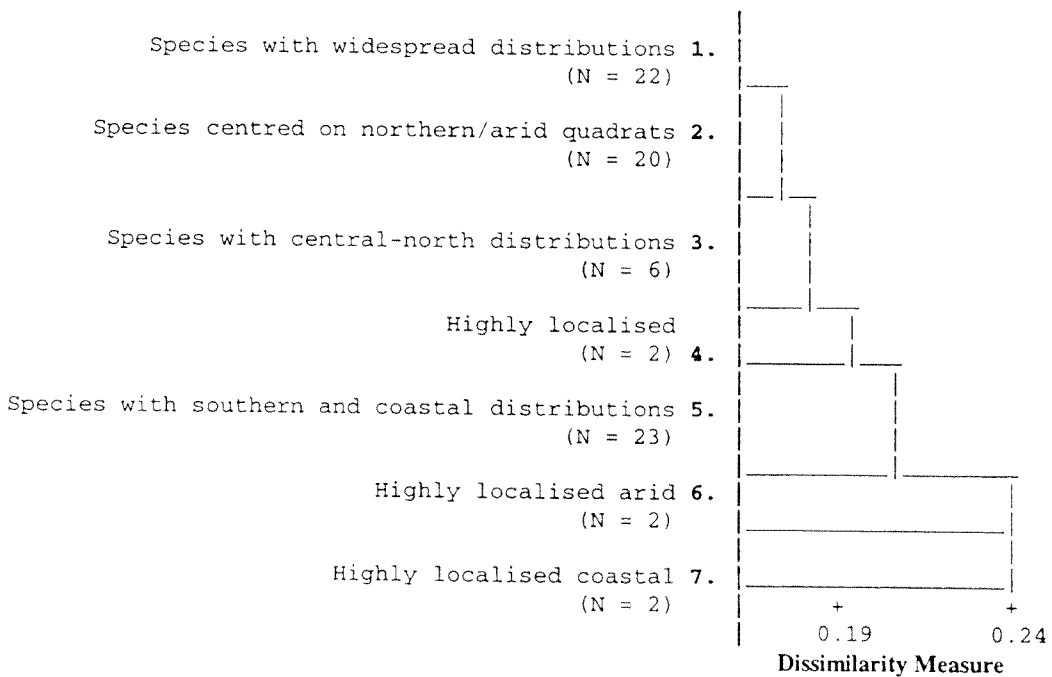 Species with widespread distributions 1.
(N = 22)
Species centred on northern/arid quadrats 2.
(N = 20)
Species with central-north distributions 3.
(N = 6)
Highly localised
(N = 2) 4.
Species with southern and coastal distributions 5.
(N = 23)
Highly localised arid 6.
(N = 2)
Highly localised coastal 7.
(N = 2)
+ +
0.19 0.24
Dissimilarity Measure